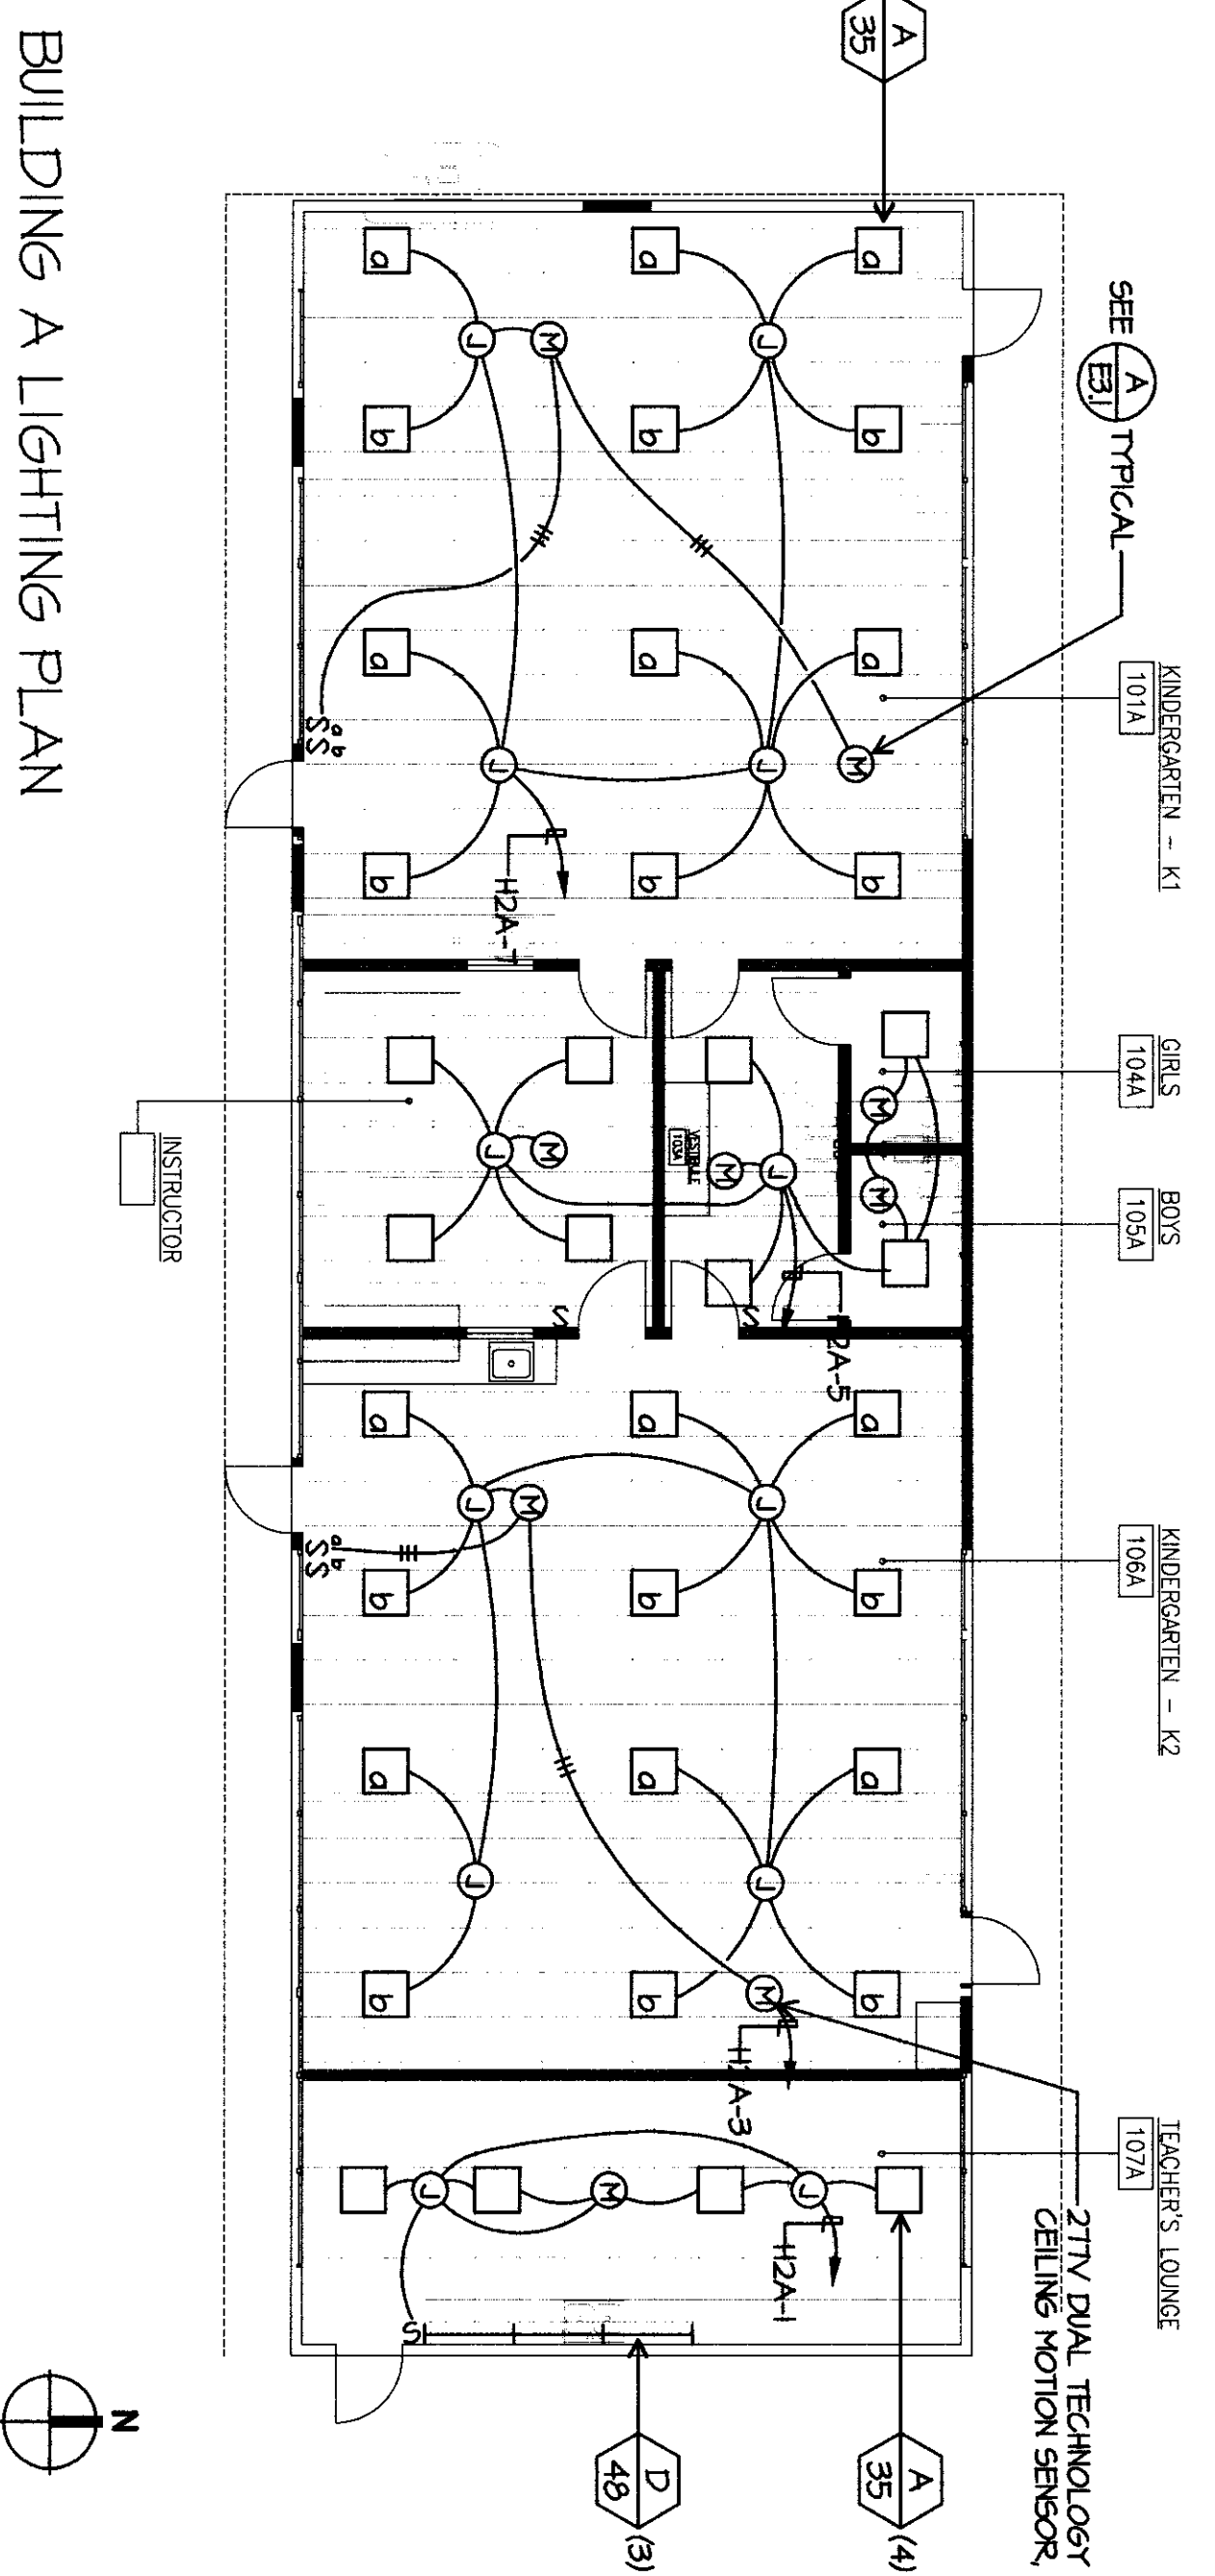 A
35
SEE A E3.1 TYPICAL
KINDERGARTEN - K1
101A
GIRLS
104A
BOYS
105A
KINDERGARTEN - K2
106A
TEACHER'S LOUNGE
107A
277V DUAL TECHNOLOGY
CEILING MOTION SENSOR,
a
a
a
J
M
J
b
b
b
a
a
a
a b
S S
J
J
M
b
b
b
H2A-7
M
M
J
M
M
J
VESTIBULE
103A
S
S
H2A-5
INSTRUCTOR
a
a
a
J
M
J
a b
S S
b
b
b
a
a
a
J
J
b
b
b
M
H2A-3
J
M
J
H2A-1
S
A
35
(4)
D
48
(3)
N
BUILDING A LIGHTING PLAN